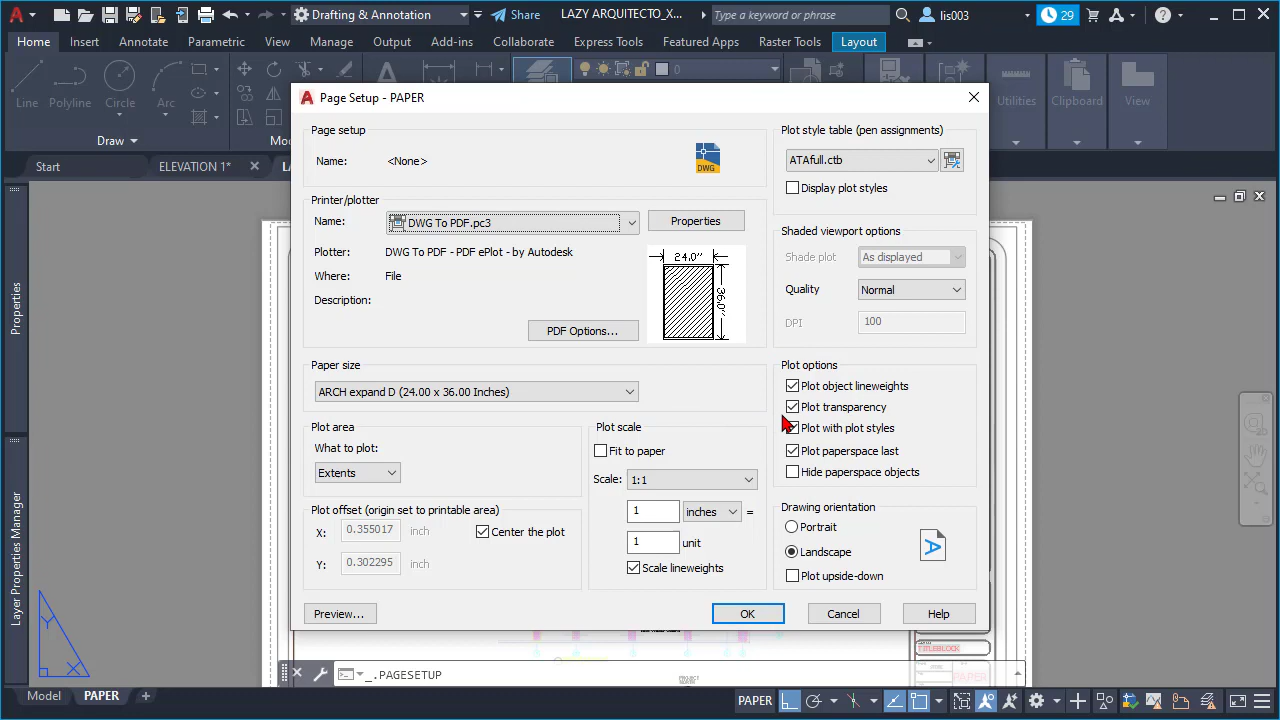 Drafting & Annotation
Share
LAZY ARQUITECTO_X...
Type a keyword or phrase
lis003
29
Home
Insert
Annotate
Parametric
View
Manage
Output
Add-ins
Collaborate
Express Tools
Featured Apps
Raster Tools
Layout
Line
Polyline
Circle
Arc
0
Utilities
Clipboard
View
Draw
Start
ELEVATION 1*
Page Setup - PAPER
Page setup
Name: <None>
DWG
Printer/plotter
Name: DWG To PDF.pc3
Properties
Plotter: DWG To PDF - PDF ePlot - by Autodesk
Where: File
Description:
24.0''
36.0''
PDF Options...
Paper size
ARCH expand D (24.00 x 36.00 Inches)
Plot area
What to plot:
Extents
Plot offset (origin set to printable area)
X: 0.355017 inch
Center the plot
Y: 0.302295 inch
Plot scale
Fit to paper
Scale: 1:1
1 inches =
1 unit
Scale lineweights
Plot style table (pen assignments)
ATAfull.ctb
Display plot styles
Shaded viewport options
Shade plot As displayed
Quality Normal
DPI 100
Plot options
Plot object lineweights
Plot transparency
Plot with plot styles
Plot paperspace last
Hide paperspace objects
Drawing orientation
Portrait
Landscape
Plot upside-down
A
Preview...
OK
Cancel
Help
Properties
Layer Properties Manager
Y
X
TITLEBLOCK
_.PAGESETUP
Model
PAPER
+
PAPER